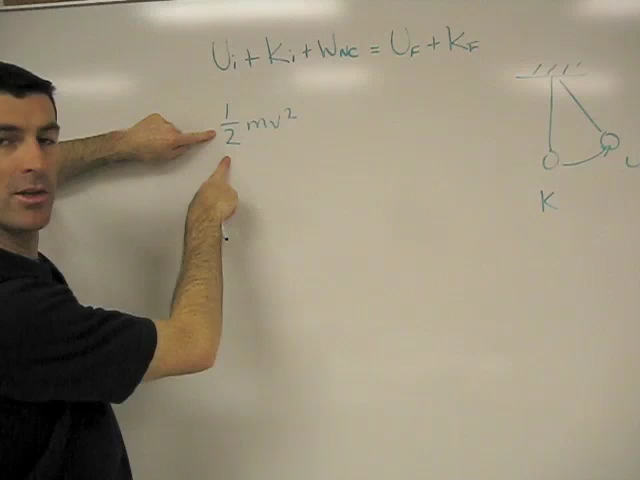 Ui + Ki + WNC = UF + KF
1/2 mv²
K
U